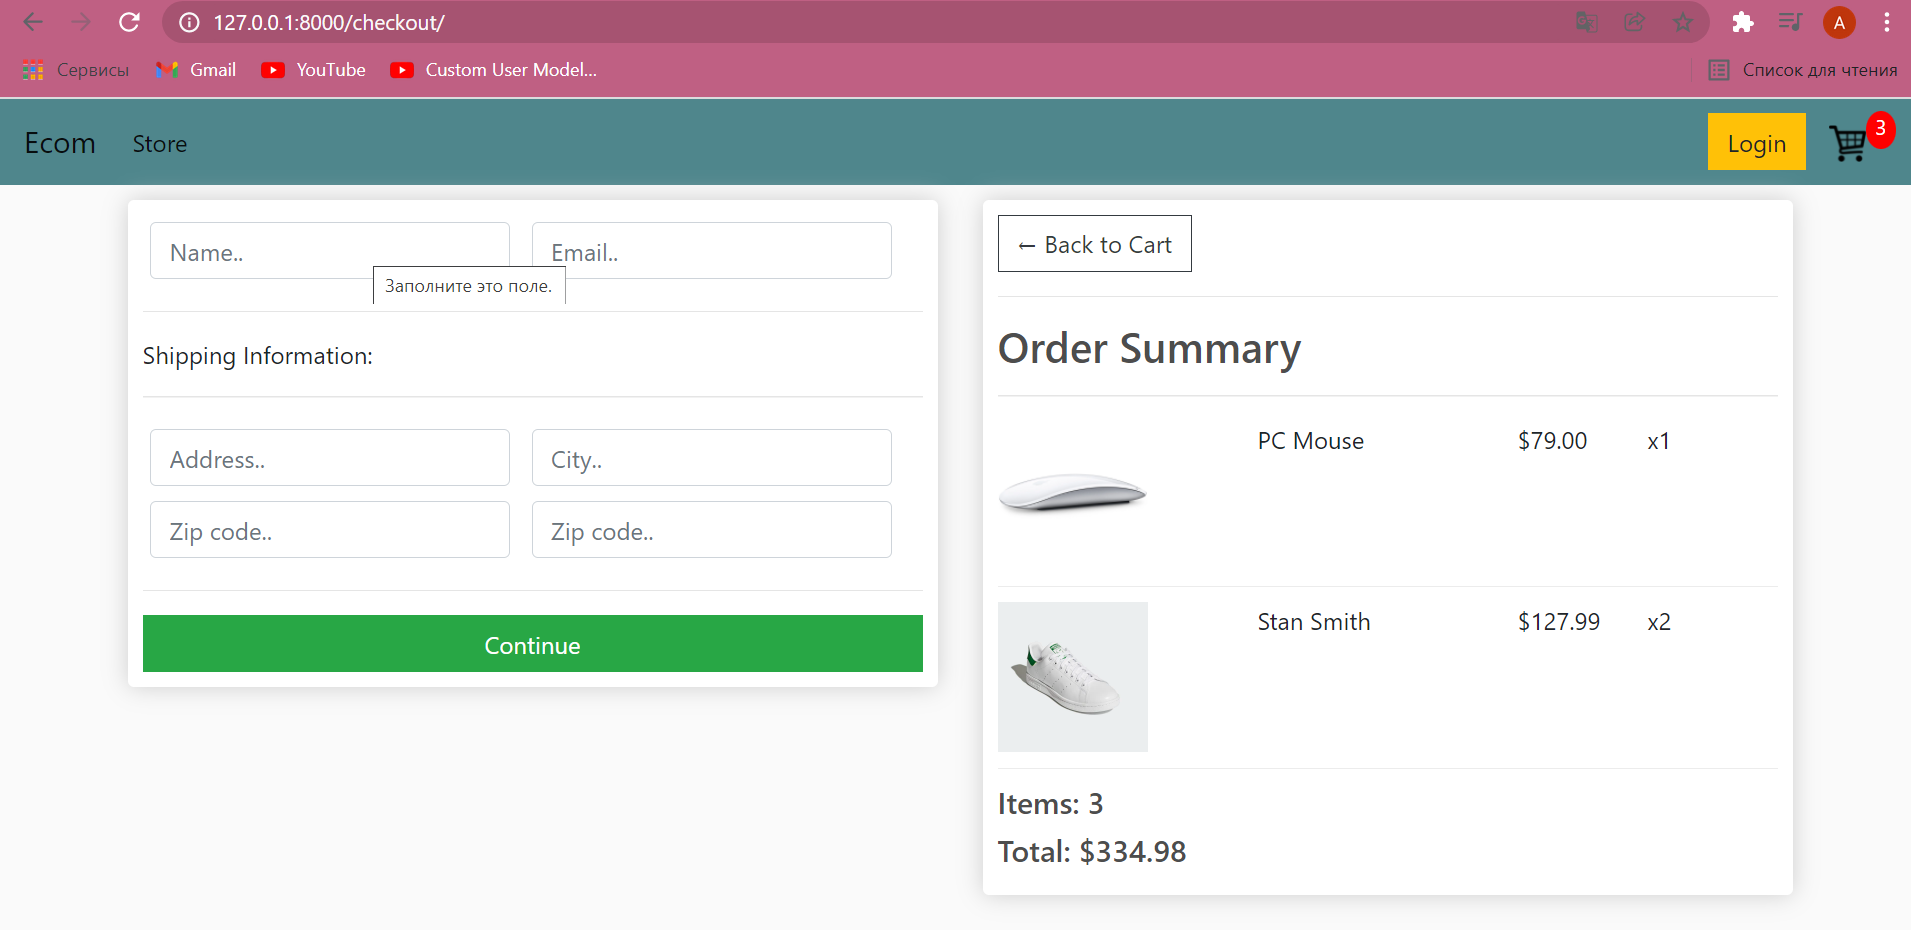 127.0.0.1:8000/checkout/
A
Сервисы Gmail YouTube Custom User Model... Список для чтения
Ecom Store Login 3
Name.. Email..
Заполните это поле.
Shipping Information:
Address.. City..
Zip code.. Zip code..
Continue
← Back to Cart
Order Summary
PC Mouse $79.00 x1
Stan Smith $127.99 x2
Items: 3
Total: $334.98